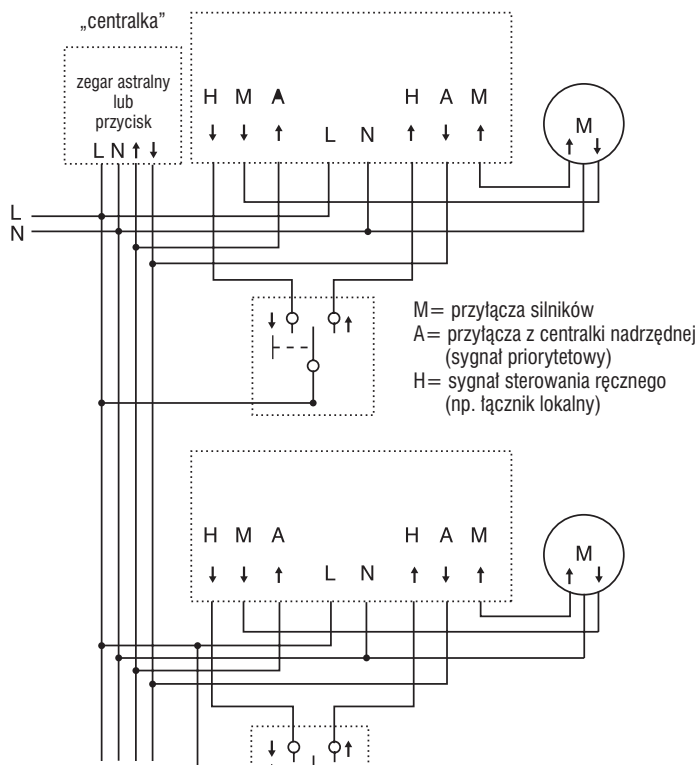 „centralka”
zegar astralny
lub
przycisk
L N ↑ ↓
H M A H A M
↓ ↓ ↑ L N ↑ ↓ ↑
M
↑ ↓
L
N
↓ ↑
M= przyłącza silników
A= przyłącza z centralki nadrzędnej
(sygnał priorytetowy)
H= sygnał sterowania ręcznego
(np. łącznik lokalny)
H M A H A M
↓ ↓ ↑ L N ↑ ↓ ↑
M
↑ ↓
↓ ↑